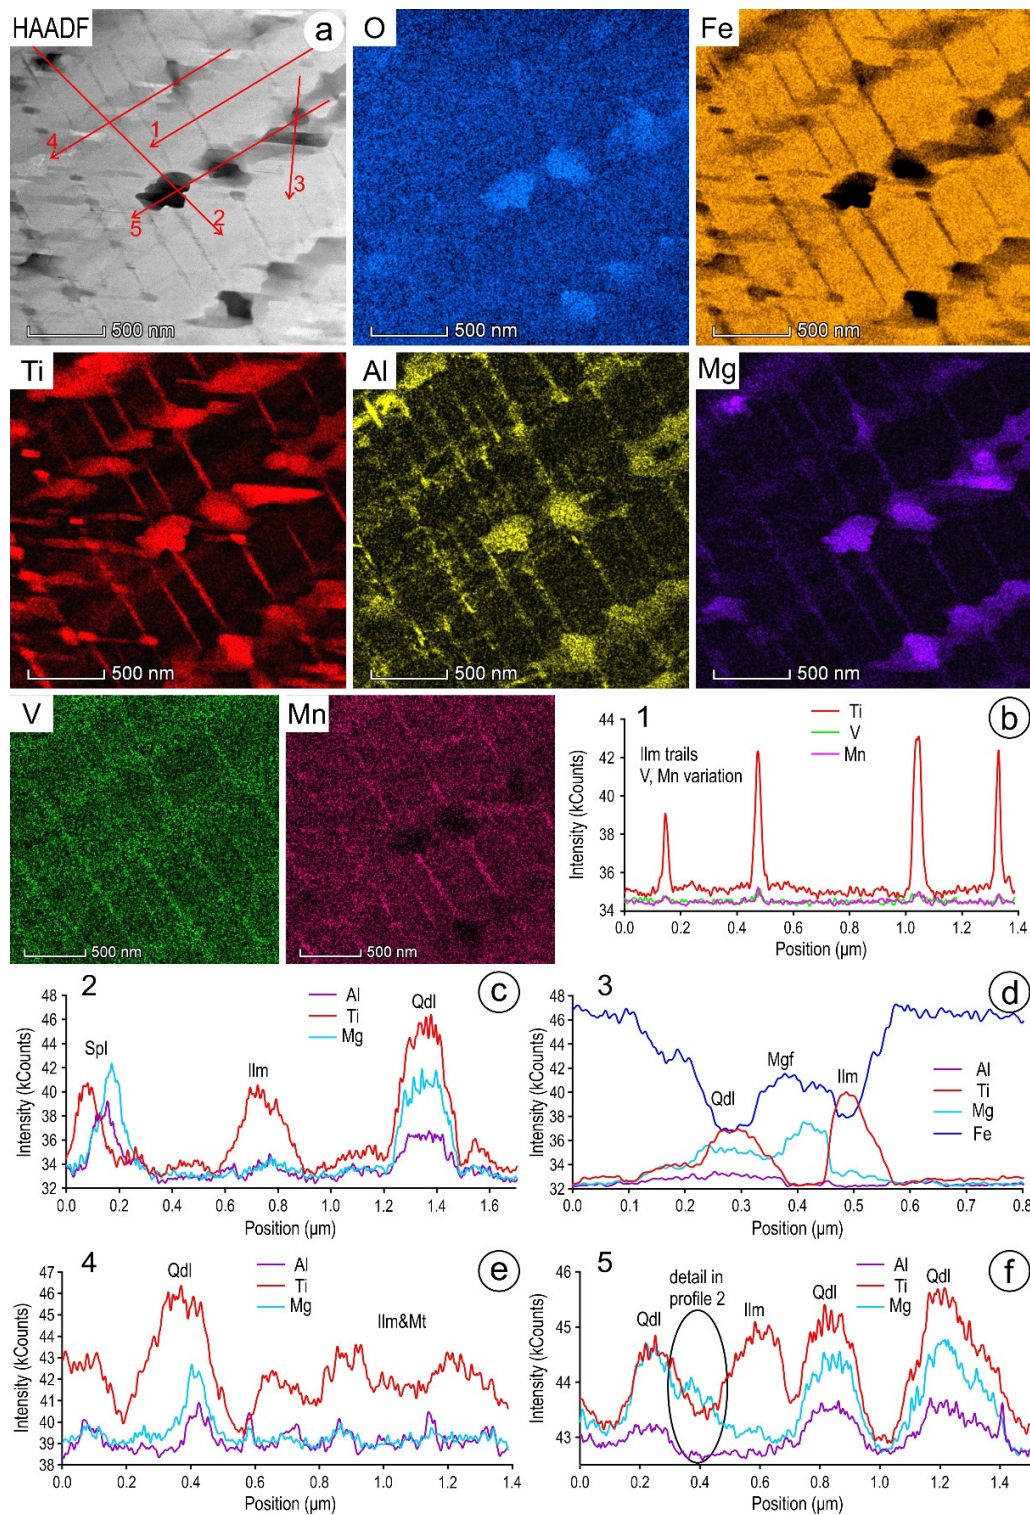 HAADF
a
1
2
3
4
5
500 nm
O
500 nm
Fe
500 nm
Ti
500 nm
Al
500 nm
Mg
500 nm
V
500 nm
Mn
500 nm
1
b
Ti
V
Mn
Ilm trails
V, Mn variation
Intensity (kCounts)
44
42
40
38
36
34
0.0 0.2 0.4 0.6 0.8 1.0 1.2 1.4
Position (µm)
2
c
Al
Ti
Mg
Spl
Ilm
Qdl
Intensity (kCounts)
48
46
44
42
40
38
36
34
32
0.0 0.2 0.4 0.6 0.8 1.0 1.2 1.4 1.6
Position (µm)
3
d
Qdl
Mgf
Ilm
Al
Ti
Mg
Fe
Intensity (kCounts)
48
46
44
42
40
38
36
34
32
0.0 0.1 0.2 0.3 0.4 0.5 0.6 0.7 0.8
Position (µm)
4
e
Al
Ti
Mg
Qdl
Ilm&Mt
Intensity (kCounts)
47
46
45
44
43
42
41
40
39
38
0.0 0.2 0.4 0.6 0.8 1.0 1.2 1.4
Position (µm)
5
f
Al
Ti
Mg
Qdl
detail in
profile 2
Ilm
Qdl
Qdl
Intensity (kCounts)
46
45
44
43
0.0 0.2 0.4 0.6 0.8 1.0 1.2 1.4
Position (µm)